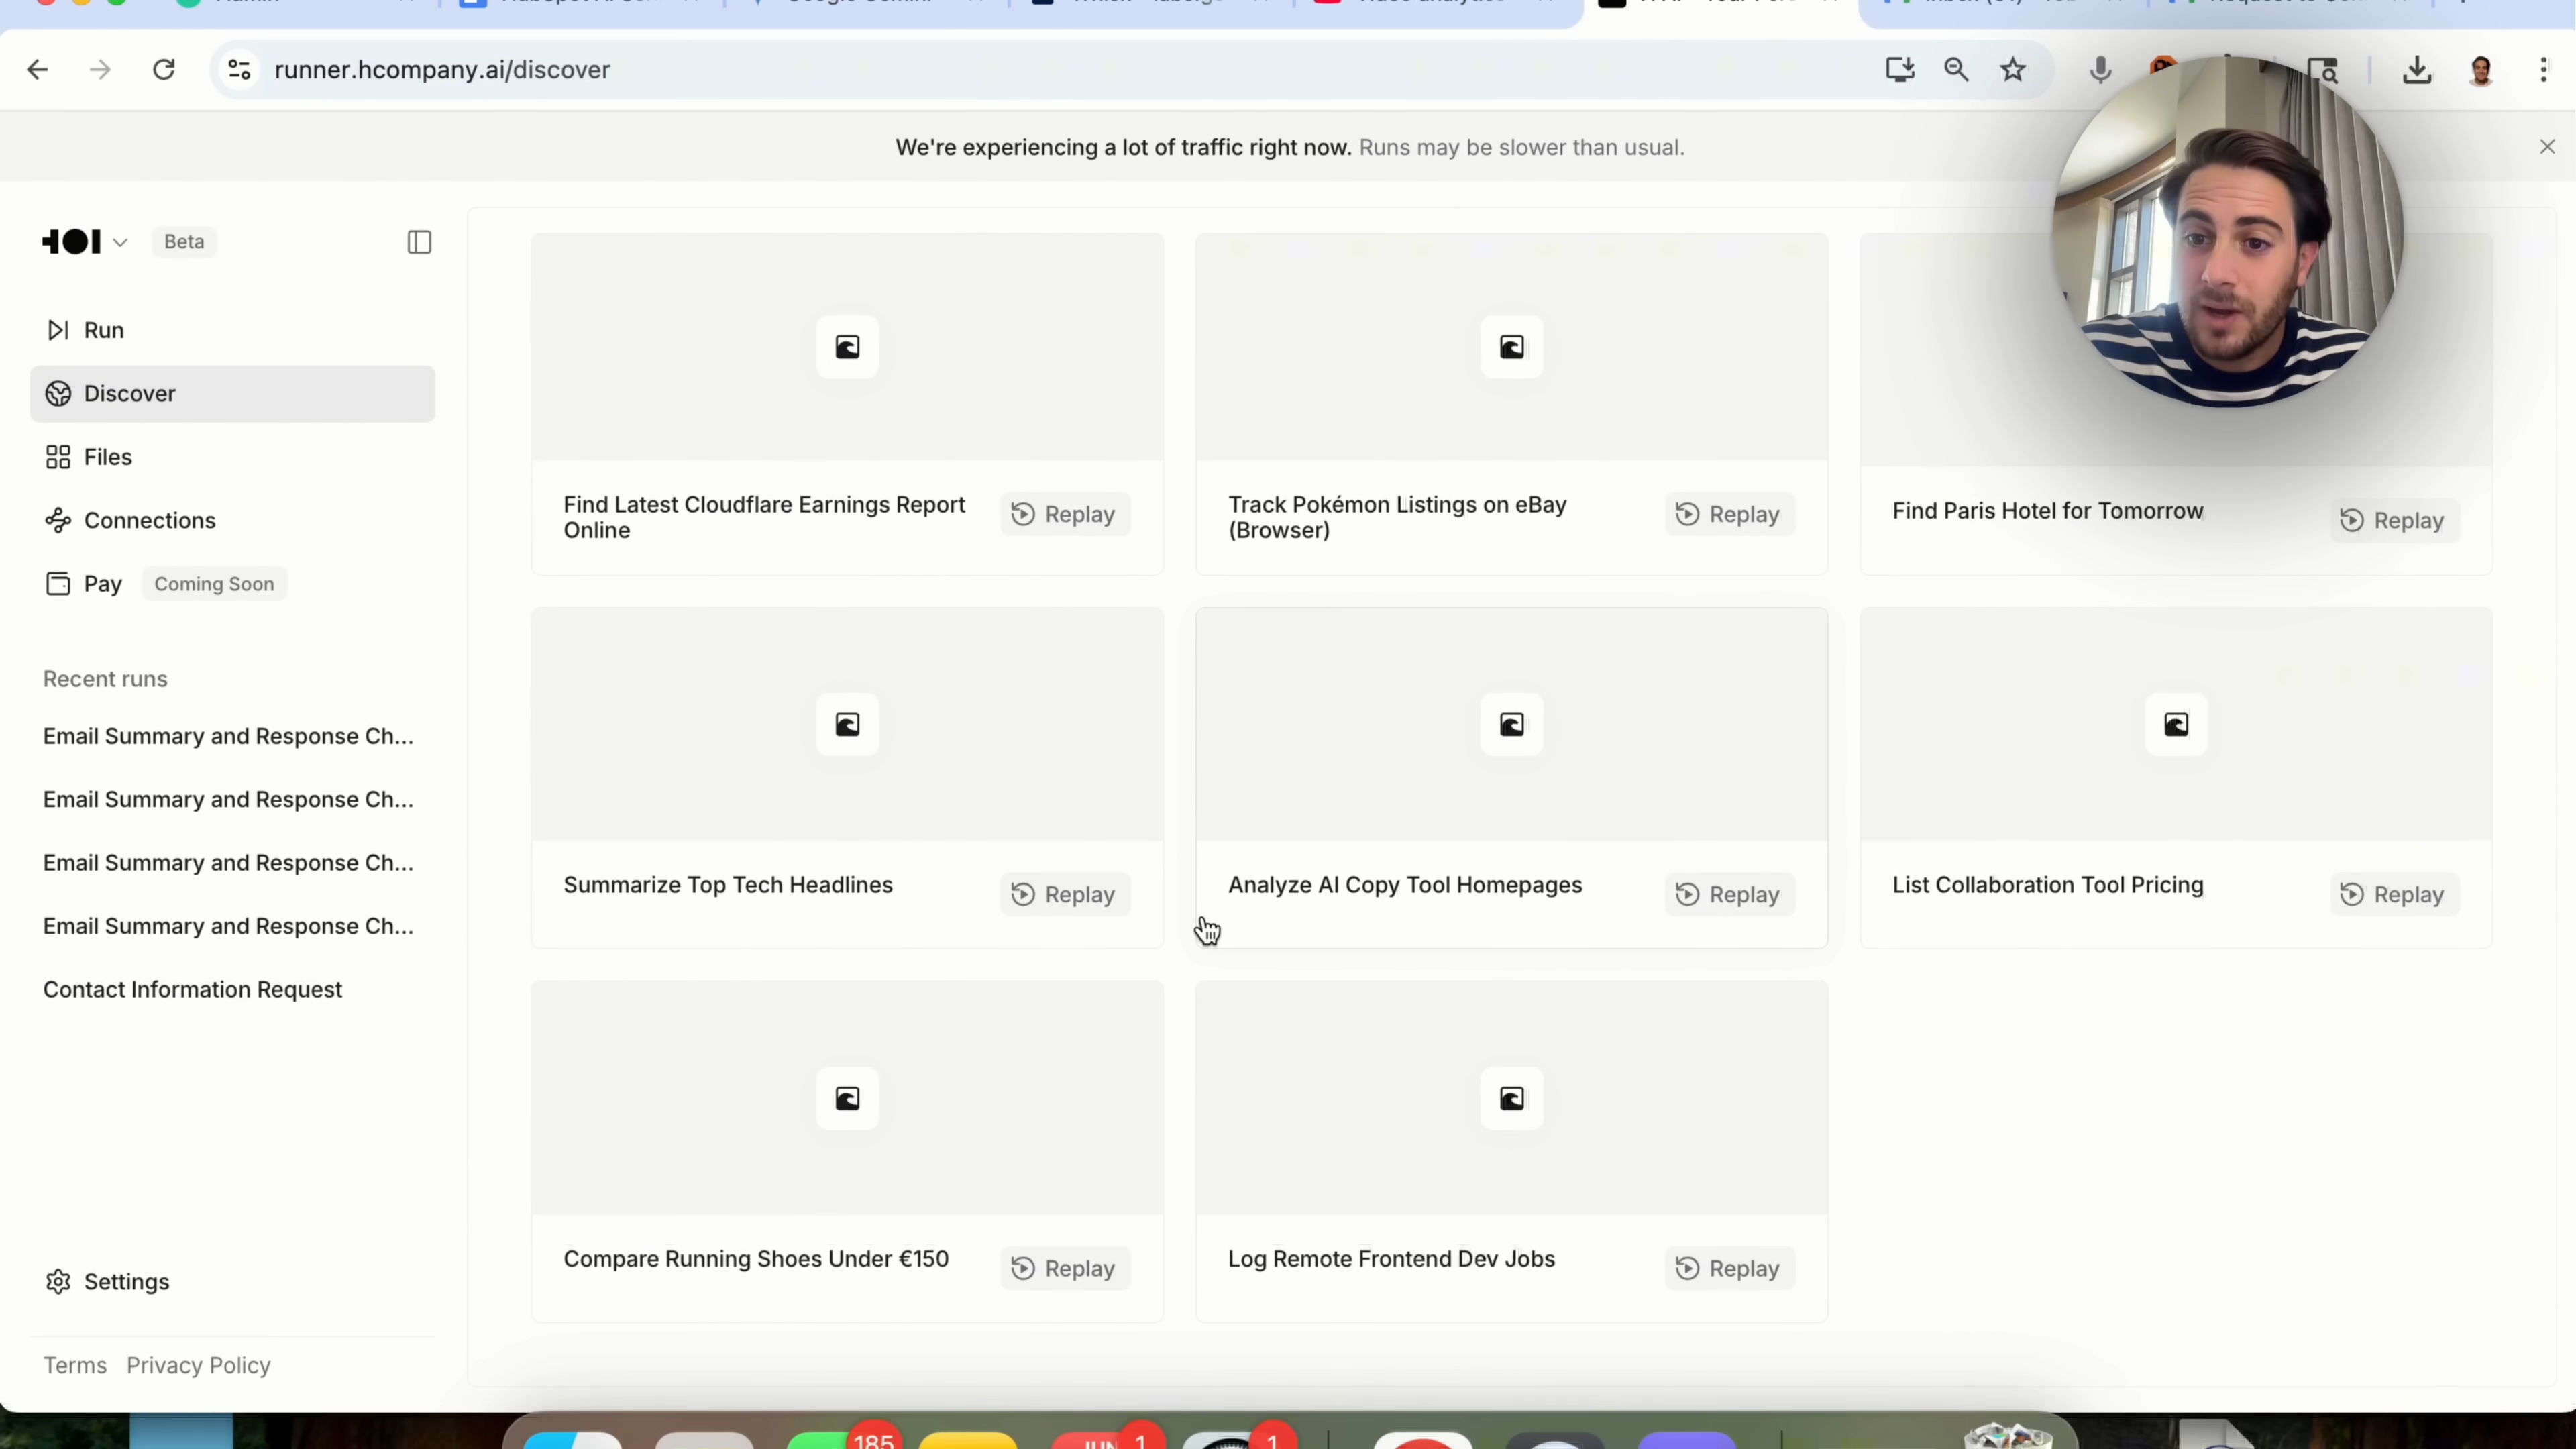 runner.hcompany.ai/discover
We're experiencing a lot of traffic right now. Runs may be slower than usual.
Beta
Run
Discover
Files
Connections
Pay Coming Soon
Recent runs
Email Summary and Response Ch...
Email Summary and Response Ch...
Email Summary and Response Ch...
Email Summary and Response Ch...
Contact Information Request
Settings
Terms Privacy Policy
Find Latest Cloudflare Earnings Report
Online
Replay
Track Pokémon Listings on eBay
(Browser)
Replay
Find Paris Hotel for Tomorrow
Replay
Summarize Top Tech Headlines
Replay
Analyze AI Copy Tool Homepages
Replay
List Collaboration Tool Pricing
Replay
Compare Running Shoes Under €150
Replay
Log Remote Frontend Dev Jobs
Replay
185
JUN
1
1